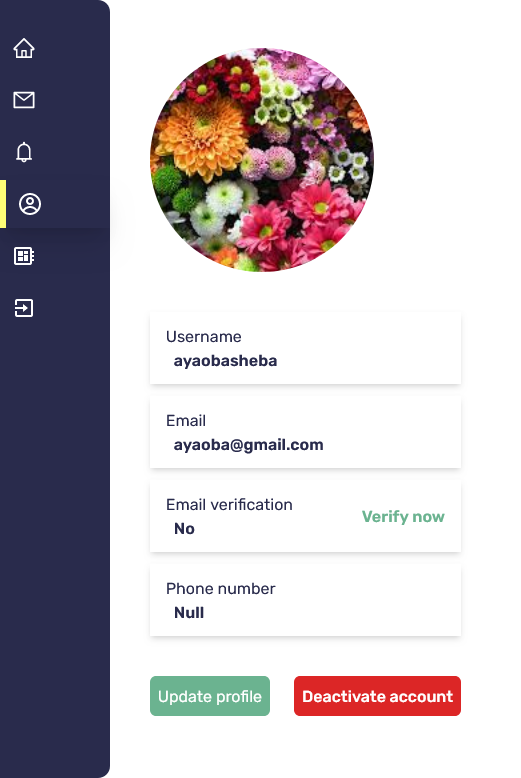 Username
ayaobasheba
Email
ayaoba@gmail.com
Email verification
No
Verify now
Phone number
Null
Update profile
Deactivate account